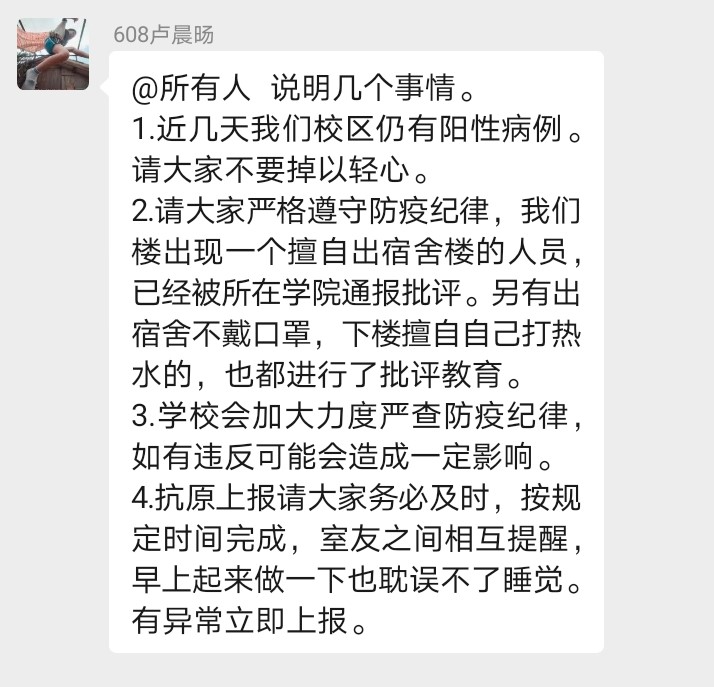 608卢晨旸
@所有人 说明几个事情。
1.近几天我们校区仍有阳性病例。
请大家不要掉以轻心。
2.请大家严格遵守防疫纪律，我们
楼出现一个擅自出宿舍楼的人员，
已经被所在学院通报批评。另有出
宿舍不戴口罩，下楼擅自自己打热
水的，也都进行了批评教育。
3.学校会加大力度严查防疫纪律，
如有违反可能会造成一定影响。
4.抗原上报请大家务必及时，按规
定时间完成，室友之间相互提醒，
早上起来做一下也耽误不了睡觉。
有异常立即上报。